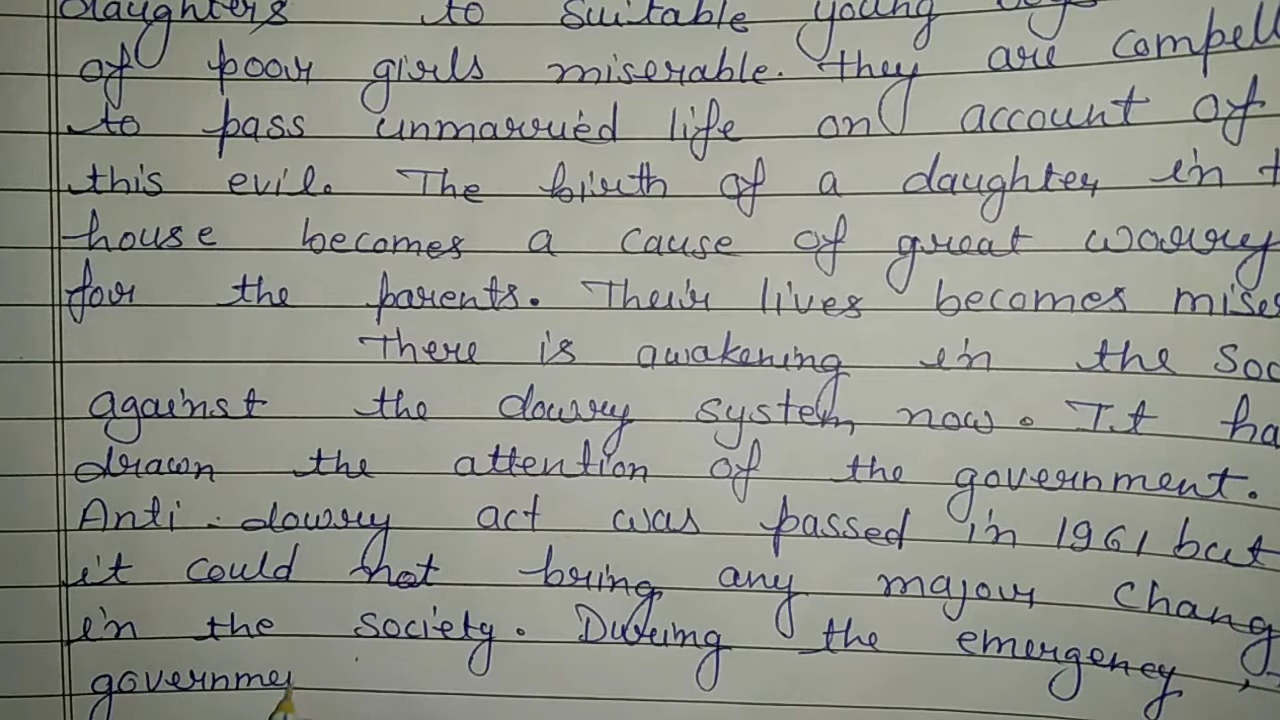 daughters to suitable young
of poor girls miserable. They are compell
to pass unmarried life on account of
this evil. The birth of a daughter in t
house becomes a cause of great worry
for the parents. Their lives becomes mise
There is awakening in the soc
against the dowry system now. It ha
drawn the attention of the government.
Anti-dowry act was passed in 1961 but
it could not bring any major chang
in the society. During the emergency,
governme